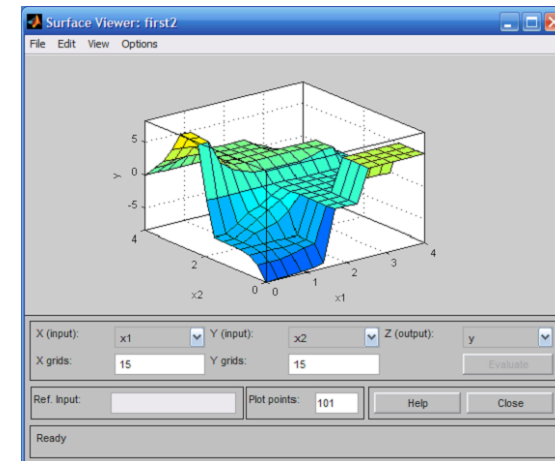 Surface Viewer: first2
File Edit View Options
5
0
-5
y
4
2
0
x2
0
1
2
3
4
x1
X (input): x1 Y (input): x2 Z (output): y
X grids: 15 Y grids: 15 Evaluate
Ref. Input: Plot points: 101 Help Close
Ready